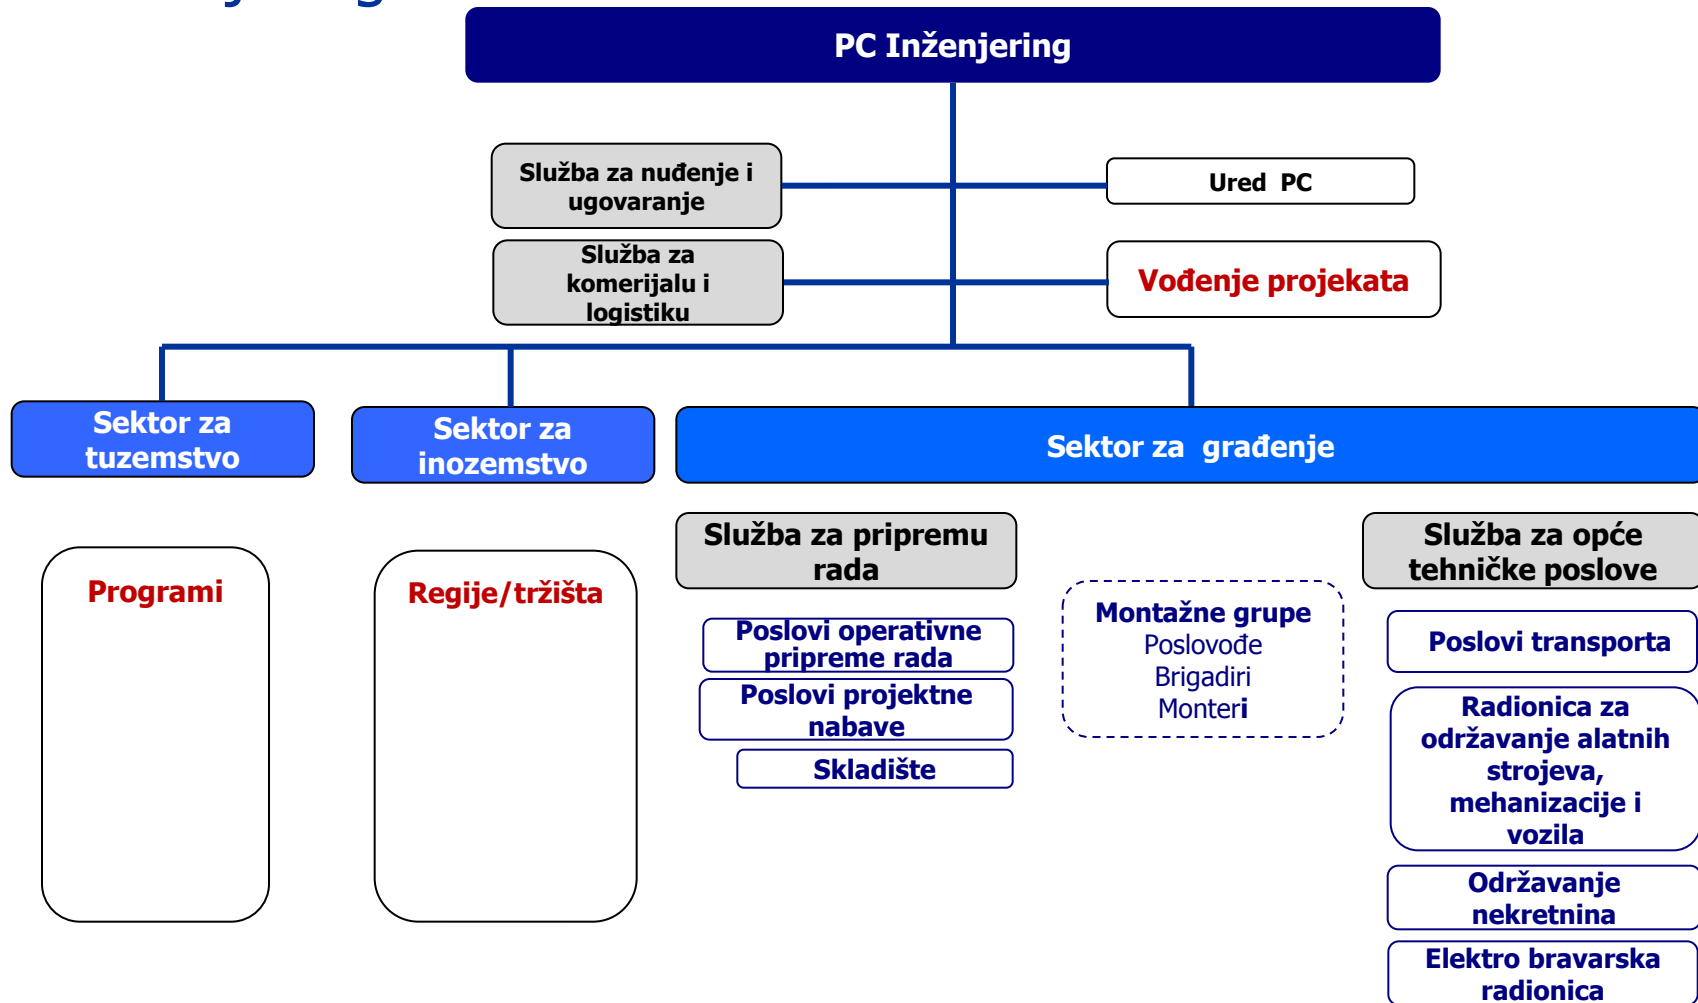 PC Inženjering
Služba za nuđenje i
ugovaranje
Ured PC
Služba za
komerijalu i
logistiku
Vođenje projekata
Sektor za
tuzemstvo
Sektor za
inozemstvo
Sektor za građenje
Programi
Regije/tržišta
Služba za pripremu
rada
Poslovi operativne
pripreme rada
Poslovi projektne
nabave
Skladište
Montažne grupe
Poslovođe
Brigadiri
Monteri
Služba za opće
tehničke poslove
Poslovi transporta
Radionica za
održavanje alatnih
strojeva,
mehanizacije i
vozila
Održavanje
nekretnina
Elektro bravarska
radionica